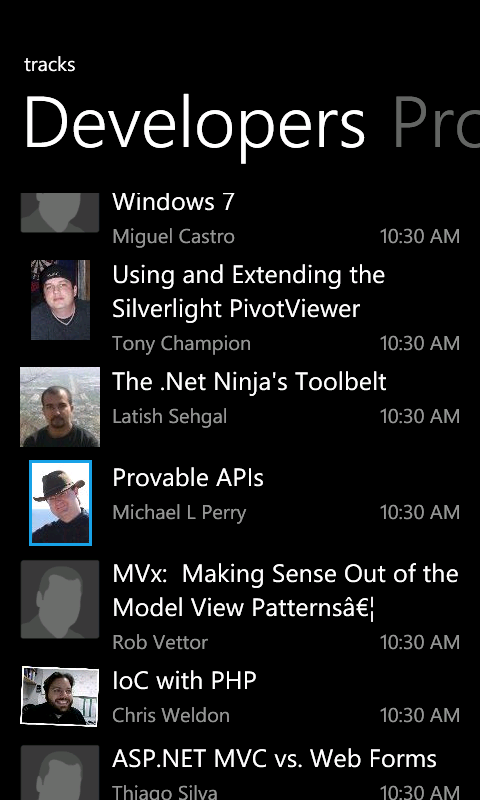 tracks
Developers Pro
Windows 7
Miguel Castro 10:30 AM
Using and Extending the
Silverlight PivotViewer
Tony Champion 10:30 AM
The .Net Ninja's Toolbelt
Latish Sehgal 10:30 AM
Provable APIs
Michael L Perry 10:30 AM
MVx:  Making Sense Out of the
Model View Patternsâ€¦
Rob Vettor 10:30 AM
IoC with PHP
Chris Weldon 10:30 AM
ASP.NET MVC vs. Web Forms
Thiago Silva 10:30 AM